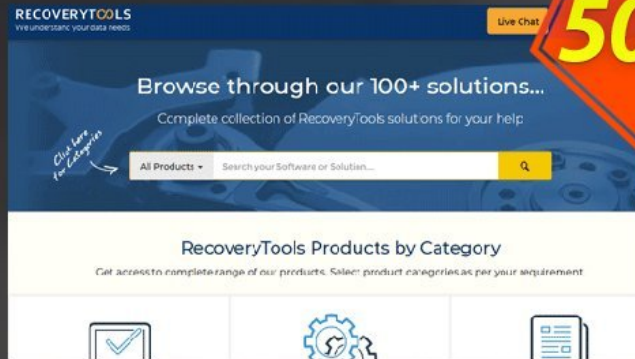 RECOVERYTOOLS
We understand your data needs
Live Chat
50
Browse through our 100+ solutions...
Complete collection of RecoveryTools solutions for your help
Click here
for Categories
All Products
Search your Software or Solution...
RecoveryTools Products by Category
Get access to complete range of our products. Select product categories as per your requirement